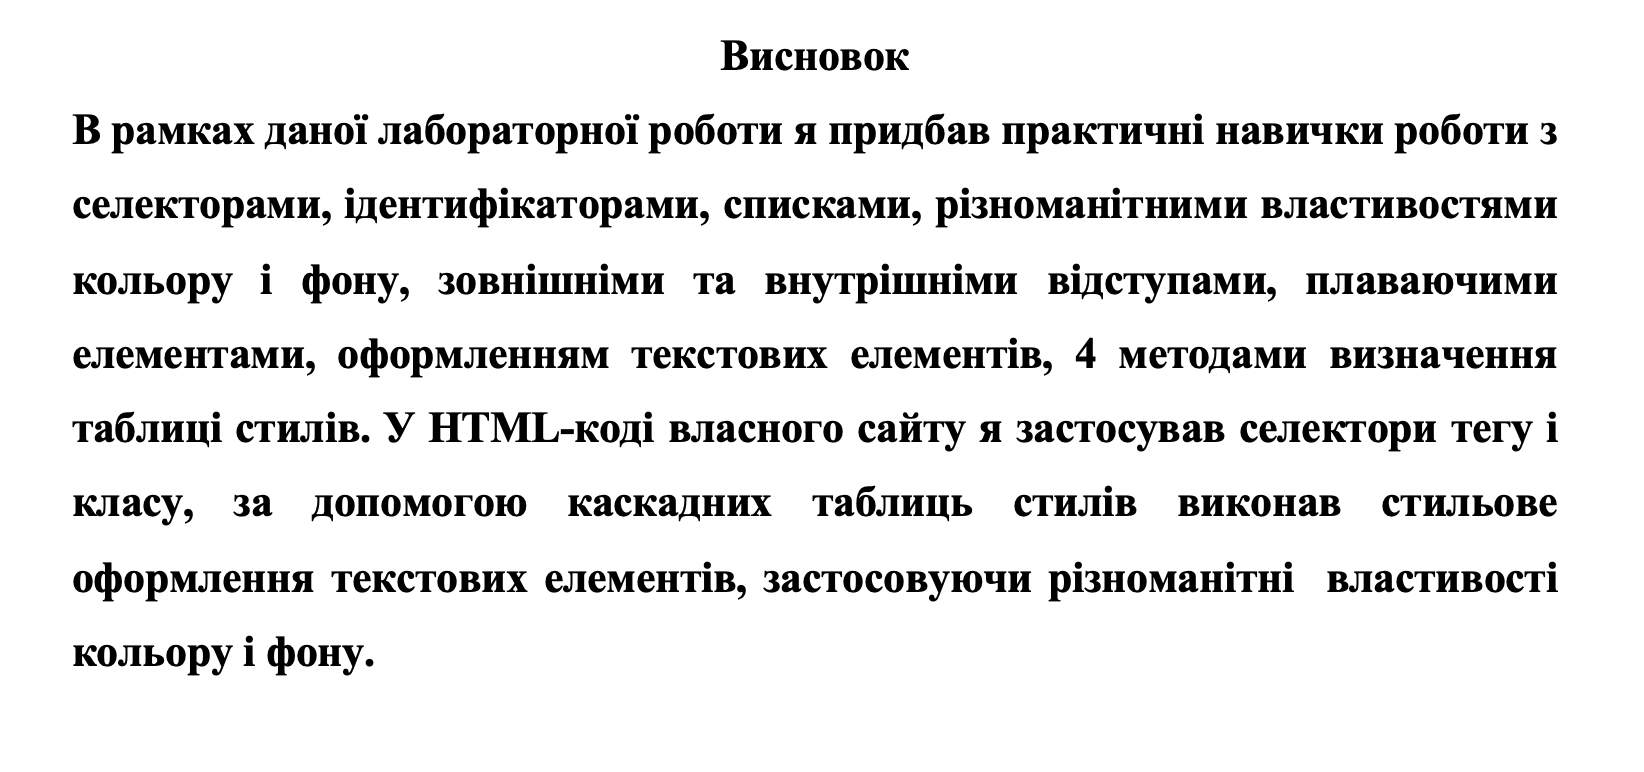 Висновок
В рамках даної лабораторної роботи я придбав практичні навички роботи з
селекторами, ідентифікаторами, списками, різноманітними властивостями
кольору і фону, зовнішніми та внутрішніми відступами, плаваючими
елементами, оформленням текстових елементів, 4 методами визначення
таблиці стилів. У HTML-коді власного сайту я застосував селектори тегу і
класу, за допомогою каскадних таблиць стилів виконав стильове
оформлення текстових елементів, застосовуючи різноманітні властивості
кольору і фону.